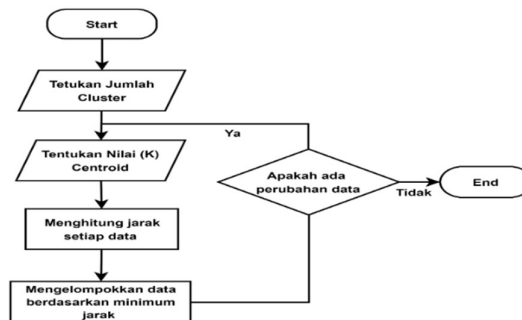 Start
Tetukan Jumlah
Cluster
Ya
Tentukan Nilai (K)
Centroid
Apakah ada
perubahan data
Tidak
End
Menghitung jarak
setiap data
Mengelompokkan data
berdasarkan minimum
jarak